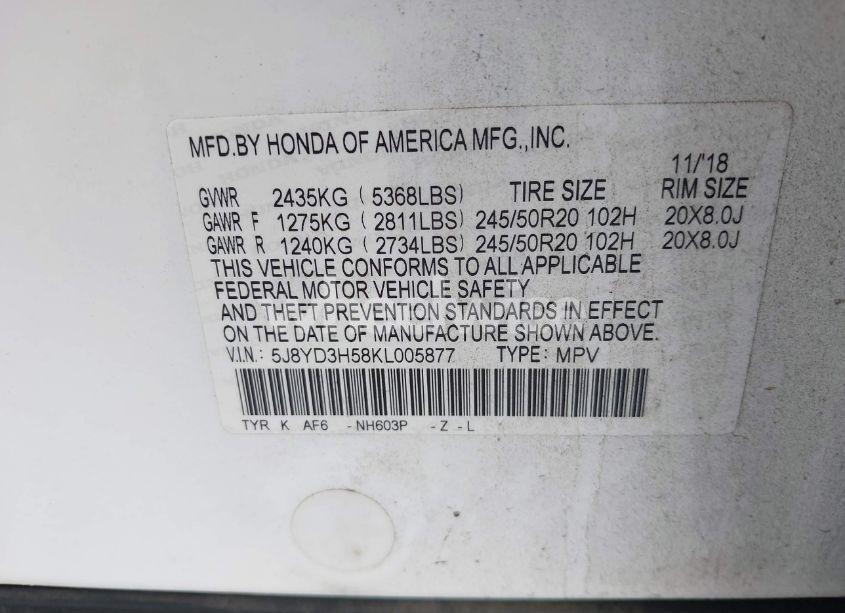 MFD.BY HONDA OF AMERICA MFG.,INC.
11/'18
GVWR 2435KG ( 5368LBS) TIRE SIZE RIM SIZE
GAWR F 1275KG ( 2811LBS) 245/50R20 102H 20X8.0J
GAWR R 1240KG ( 2734LBS) 245/50R20 102H 20X8.0J
THIS VEHICLE CONFORMS TO ALL APPLICABLE
FEDERAL MOTOR VEHICLE SAFETY
AND THEFT PREVENTION STANDARDS IN EFFECT
ON THE DATE OF MANUFACTURE SHOWN ABOVE.
V.I.N.: 5J8YD3H58KL005877 TYPE: MPV
TYR K AF6 -NH603P -Z -L